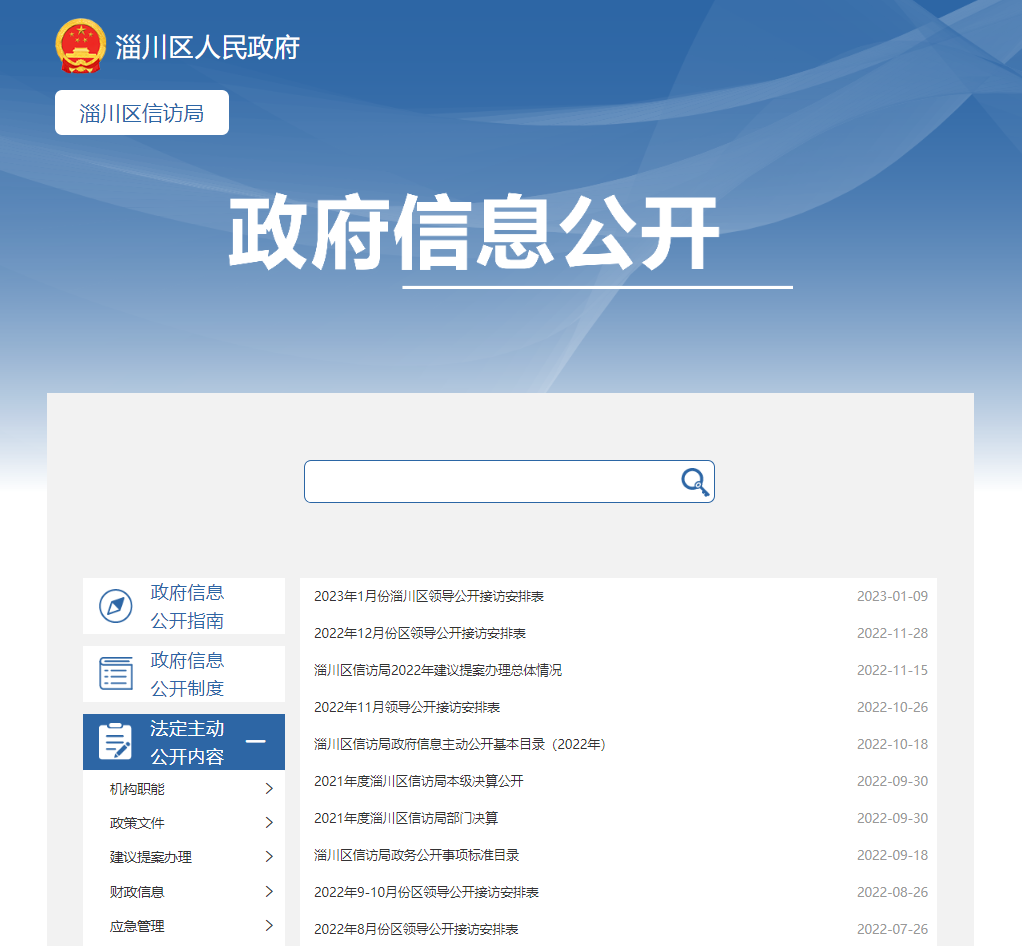 淄川区人民政府
淄川区信访局
政府信息公开
政府信息
公开指南
政府信息
公开制度
法定主动
公开内容
机构职能
政策文件
建议提案办理
财政信息
应急管理
2023年1月份淄川区领导公开接访安排表 2023-01-09
2022年12月份区领导公开接访安排表 2022-11-28
淄川区信访局2022年建议提案办理总体情况 2022-11-15
2022年11月领导公开接访安排表 2022-10-26
淄川区信访局政府信息主动公开基本目录（2022年） 2022-10-18
2021年度淄川区信访局本级决算公开 2022-09-30
2021年度淄川区信访局部门决算 2022-09-30
淄川区信访局政务公开事项标准目录 2022-09-18
2022年9-10月份区领导公开接访安排表 2022-08-26
2022年8月份区领导公开接访安排表 2022-07-26